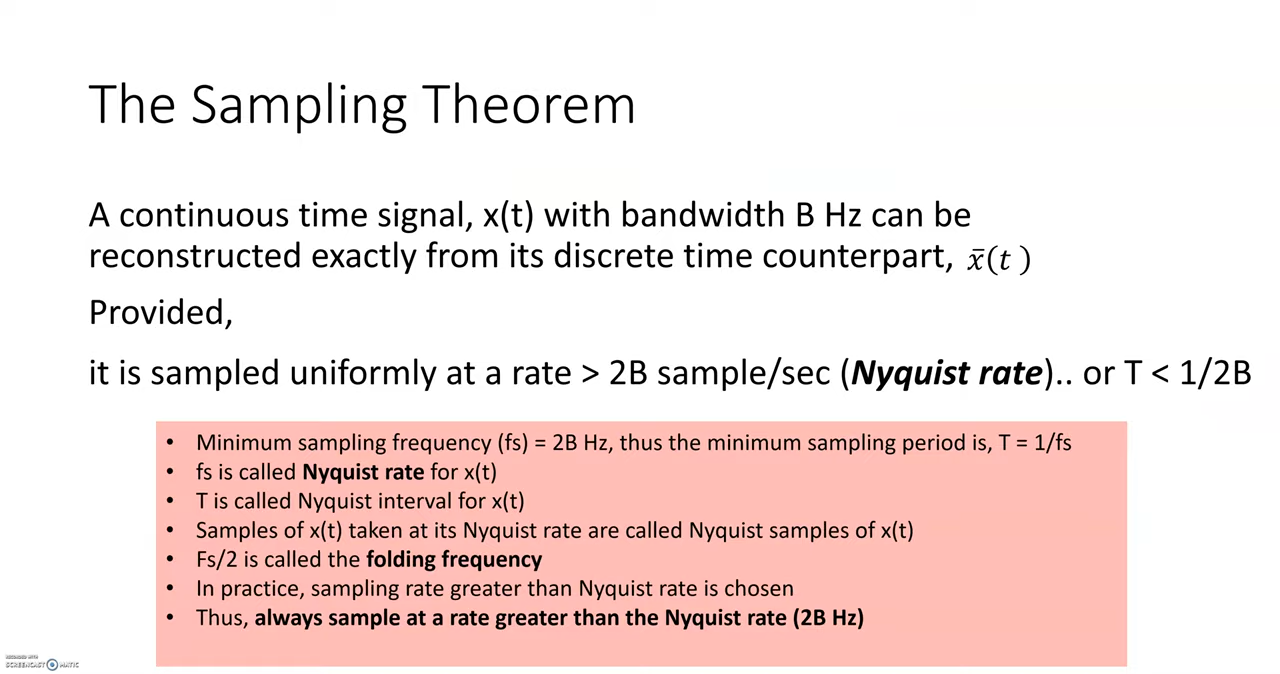 The Sampling Theorem
A continuous time signal, x(t) with bandwidth B Hz can be
reconstructed exactly from its discrete time counterpart, x̄(t )
Provided,
it is sampled uniformly at a rate > 2B sample/sec (Nyquist rate).. or T < 1/2B
• Minimum sampling frequency (fs) = 2B Hz, thus the minimum sampling period is, T = 1/fs
• fs is called Nyquist rate for x(t)
• T is called Nyquist interval for x(t)
• Samples of x(t) taken at its Nyquist rate are called Nyquist samples of x(t)
• Fs/2 is called the folding frequency
• In practice, sampling rate greater than Nyquist rate is chosen
• Thus, always sample at a rate greater than the Nyquist rate (2B Hz)
RECORDED WITH
SCREENCAST MATIC